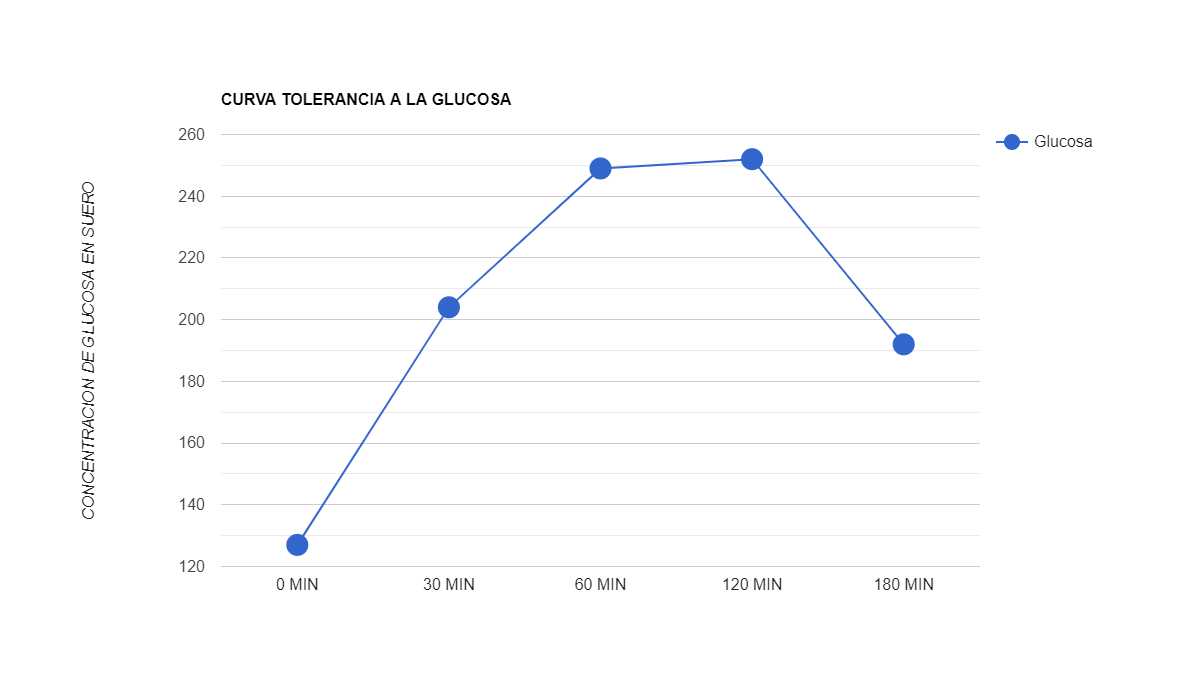 CURVA TOLERANCIA A LA GLUCOSA
CONCENTRACION DE GLUCOSA EN SUERO
260
240
220
200
180
160
140
120
0 MIN
30 MIN
60 MIN
120 MIN
180 MIN
Glucosa